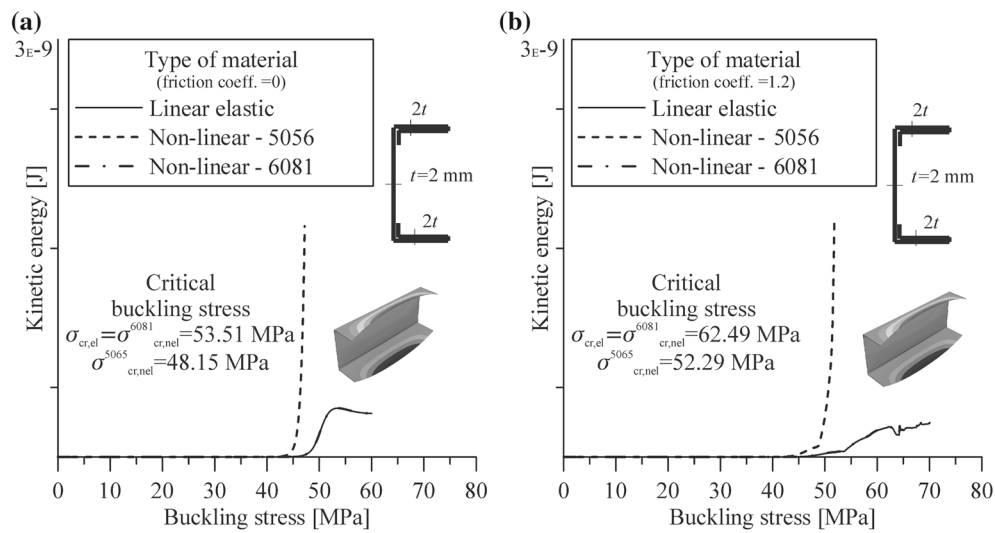 (a)
3E-9
Type of material
(friction coeff. =0)
Linear elastic
Non-linear - 5056
Non-linear - 6081
2t
t=2 mm
2t
Kinetic energy [J]
Critical
buckling stress
σcr,el=σ6081cr,nel=53.51 MPa
σ5065cr,nel=48.15 MPa
0 10 20 30 40 50 60 70 80
Buckling stress [MPa]
(b)
3E-9
Type of material
(friction coeff. =1.2)
Linear elastic
Non-linear - 5056
Non-linear - 6081
2t
t=2 mm
2t
Kinetic energy [J]
Critical
buckling stress
σcr,el=σ6081cr,nel=62.49 MPa
σ5065cr,nel=52.29 MPa
0 10 20 30 40 50 60 70 80
Buckling stress [MPa]